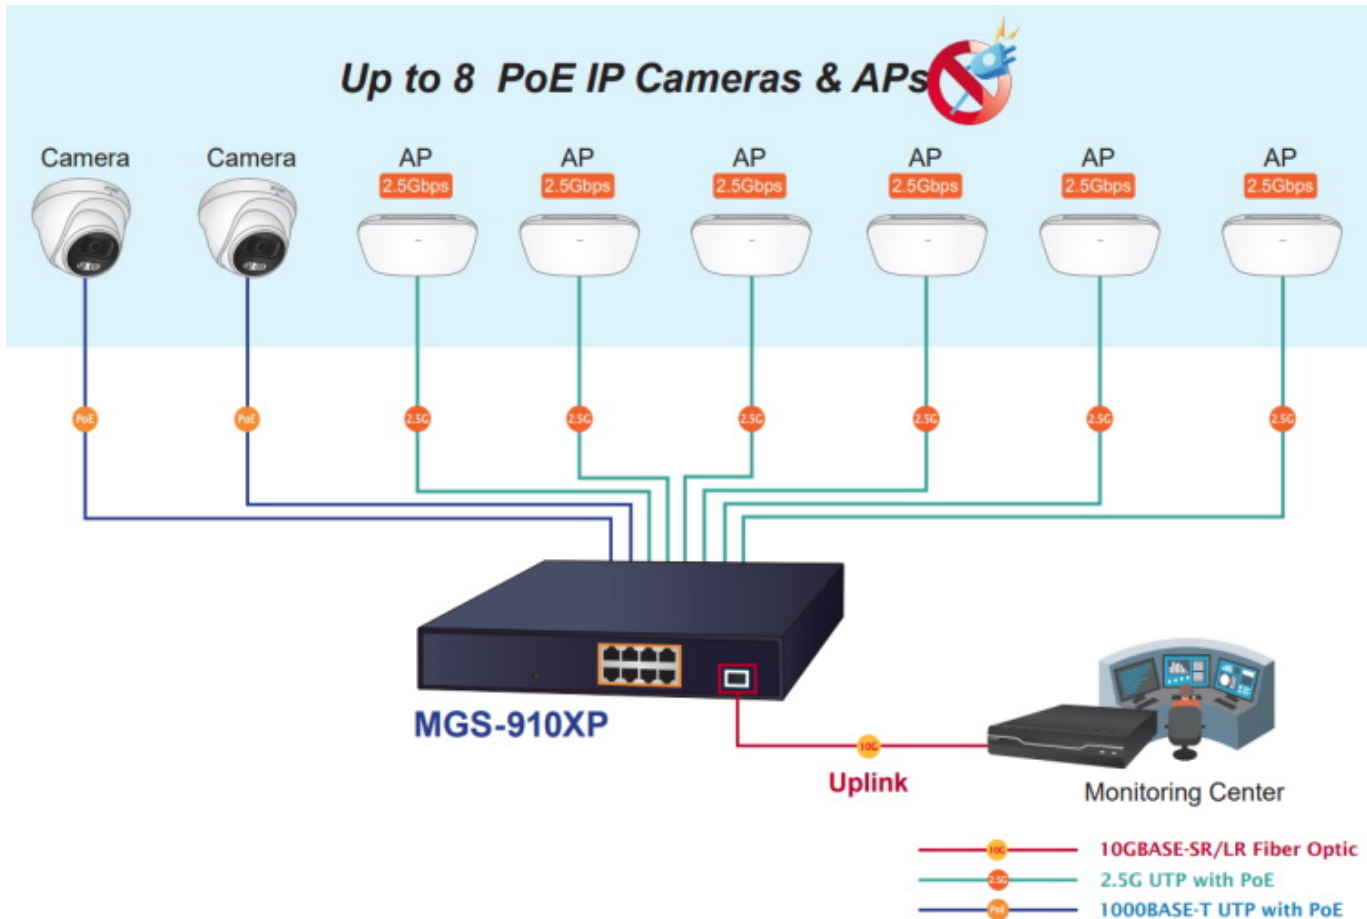 Up to 8 PoE IP Cameras & APs
Camera Camera AP AP AP AP AP AP
2.5Gbps 2.5Gbps 2.5Gbps 2.5Gbps 2.5Gbps 2.5Gbps
PoE PoE 2.5G 2.5G 2.5G 2.5G 2.5G 2.5G
MGS-910XP
10G
Uplink
Monitoring Center
10G 10GBASE-SR/LR Fiber Optic
2.5G 2.5G UTP with PoE
PoE 1000BASE-T UTP with PoE